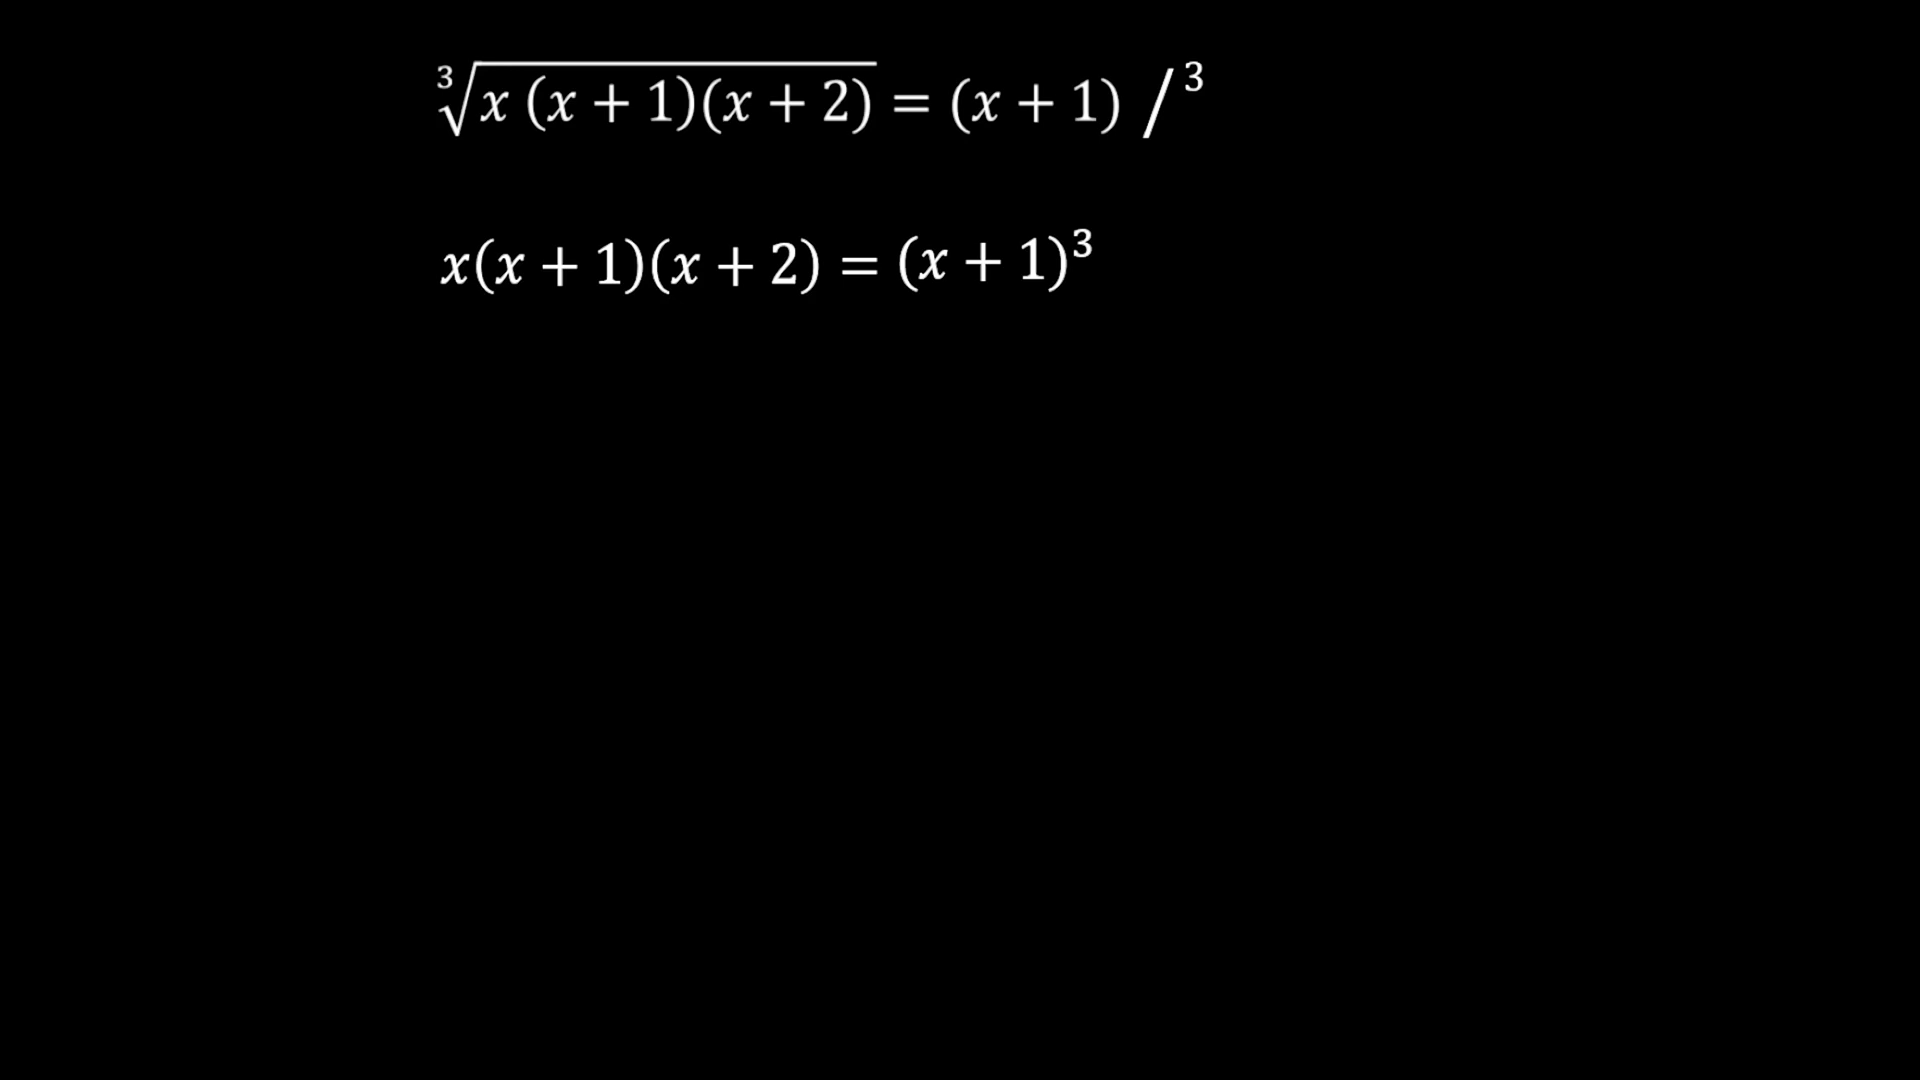 ∛x (x + 1)(x + 2) = (x + 1) / ³
x(x + 1)(x + 2) = (x + 1)³